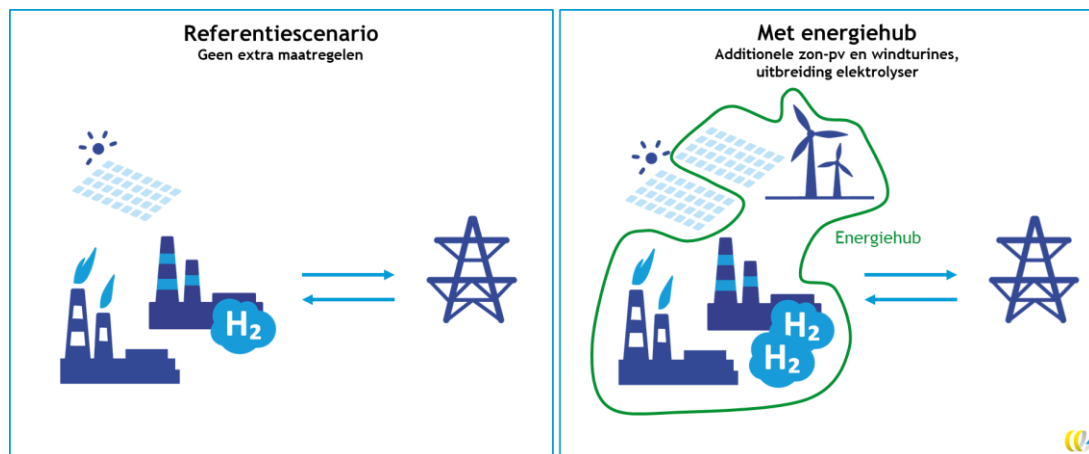 Referentiescenario
Geen extra maatregelen
H₂
Met energiehub
Additionele zon-pv en windturines,
uitbreiding elektrolyser
Energiehub
H₂
H₂